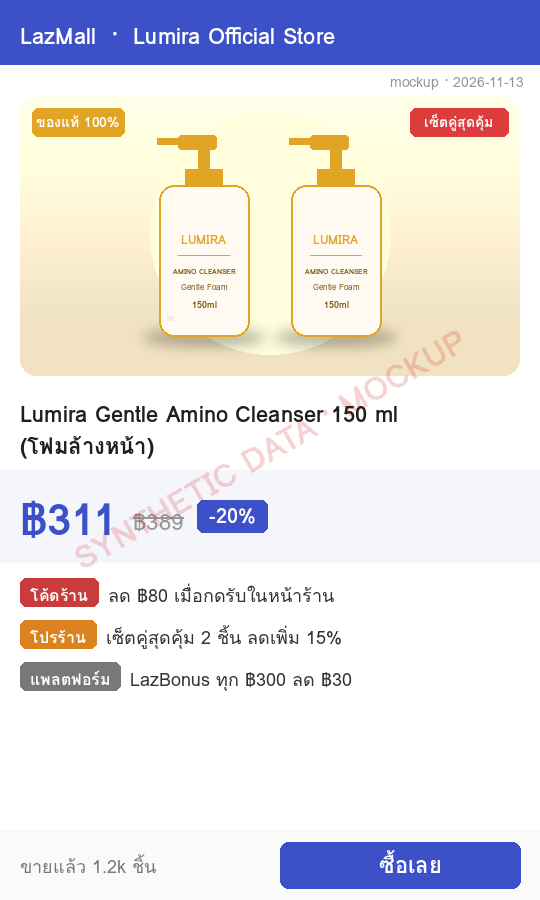 LazMall · Lumira Official Store
mockup · 2026-11-13
ของแท้ 100%
เซ็ตคู่สุดคุ้ม
LUMIRA
AMINO CLEANSER
Gentle Foam
150ml
LUMIRA
AMINO CLEANSER
Gentle Foam
150ml
SYNTHETIC DATA · MOCKUP
Lumira Gentle Amino Cleanser 150 ml
(โฟมล้างหน้า)
฿311 ฿389 -20%
โค้ดร้าน ลด ฿80 เมื่อกดรับในหน้าร้าน
โปรร้าน เซ็ตคู่สุดคุ้ม 2 ชิ้น ลดเพิ่ม 15%
แพลตฟอร์ม LazBonus ทุก ฿300 ลด ฿30
ขายแล้ว 1.2k ชิ้น
ซื้อเลย